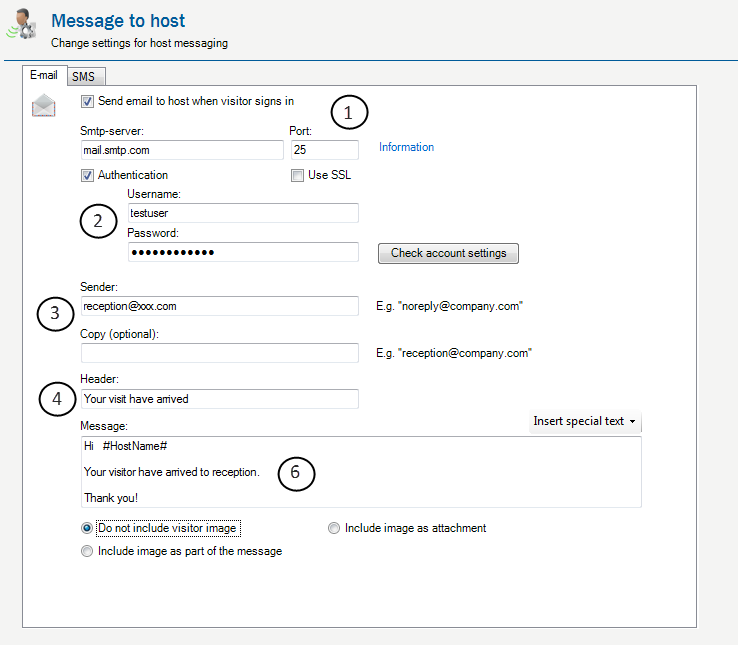 Message to host
Change settings for host messaging
E-mail SMS
Send email to host when visitor signs in
1
Smtp-server: Port:
mail.smtp.com 25 Information
Authentication Use SSL
Username:
2 testuser
Password:
●●●●●●●●●●●● Check account settings
Sender:
3 reception@xxx.com E.g. "noreply@company.com"
Copy (optional):
E.g. "reception@company.com"
Header:
4 Your visit have arrived
Message: Insert special text
Hi #HostName#
Your visitor have arrived to reception. 6
Thank you!
Do not include visitor image Include image as attachment
Include image as part of the message